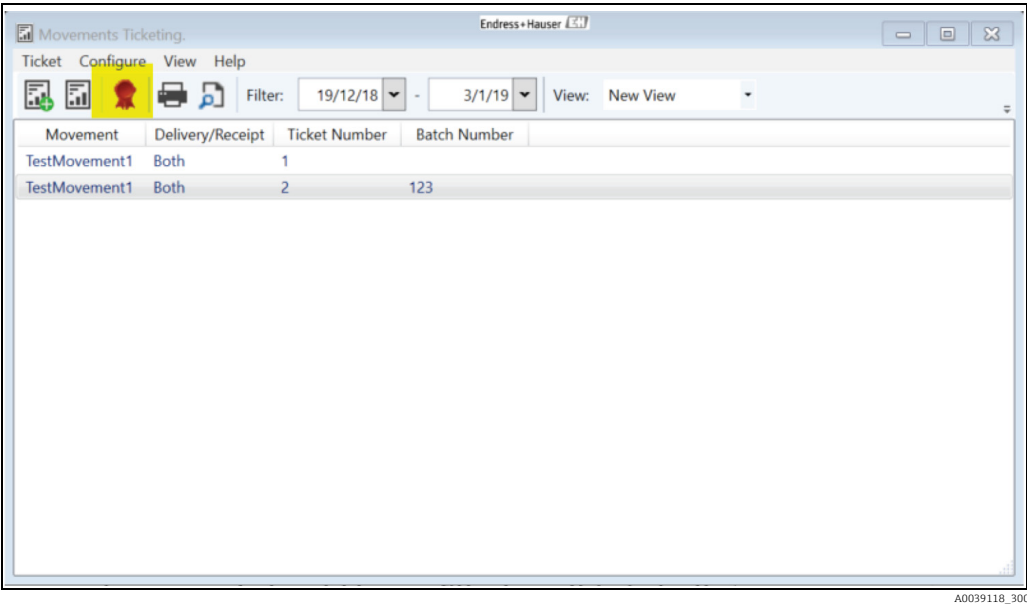 Movements Ticketing.
Endress+Hauser EH
Ticket Configure View Help
Filter: 19/12/18 - 3/1/19 View: New View
Movement Delivery/Receipt Ticket Number Batch Number
TestMovement1 Both 1
TestMovement1 Both 2 123
A0039118_300